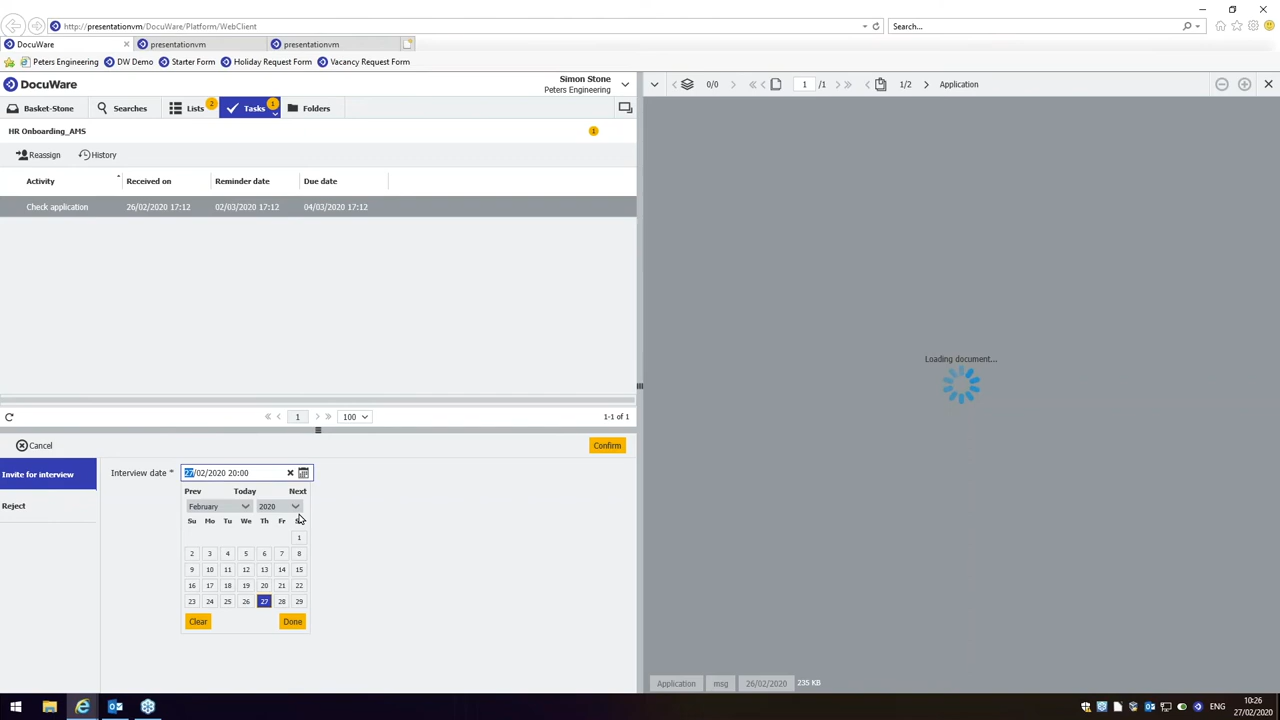 http://presentationvm/DocuWare/Platform/WebClient
Search...
DocuWare
presentationvm
presentationvm
Peters Engineering
DW Demo
Starter Form
Holiday Request Form
Vacancy Request Form
DocuWare
Simon Stone
Peters Engineering
0/0
1
/1
1/2
Application
Basket-Stone
Searches
Lists
2
Tasks
1
Folders
HR Onboarding_AMS
1
Reassign
History
Activity
Received on
Reminder date
Due date
Check application
26/02/2020 17:12
02/03/2020 17:12
04/03/2020 17:12
Loading document...
1
100
1-1 of 1
Cancel
Confirm
Invite for interview
Interview date *
27/02/2020 20:00
Reject
Prev
Today
Next
February
2020
Su Mo Tu We Th Fr
1
2 3 4 5 6 7 8
9 10 11 12 13 14 15
16 17 18 19 20 21 22
23 24 25 26 27 28 29
Clear
Done
Application
msg
26/02/2020
235 KB
ENG
10:26
27/02/2020